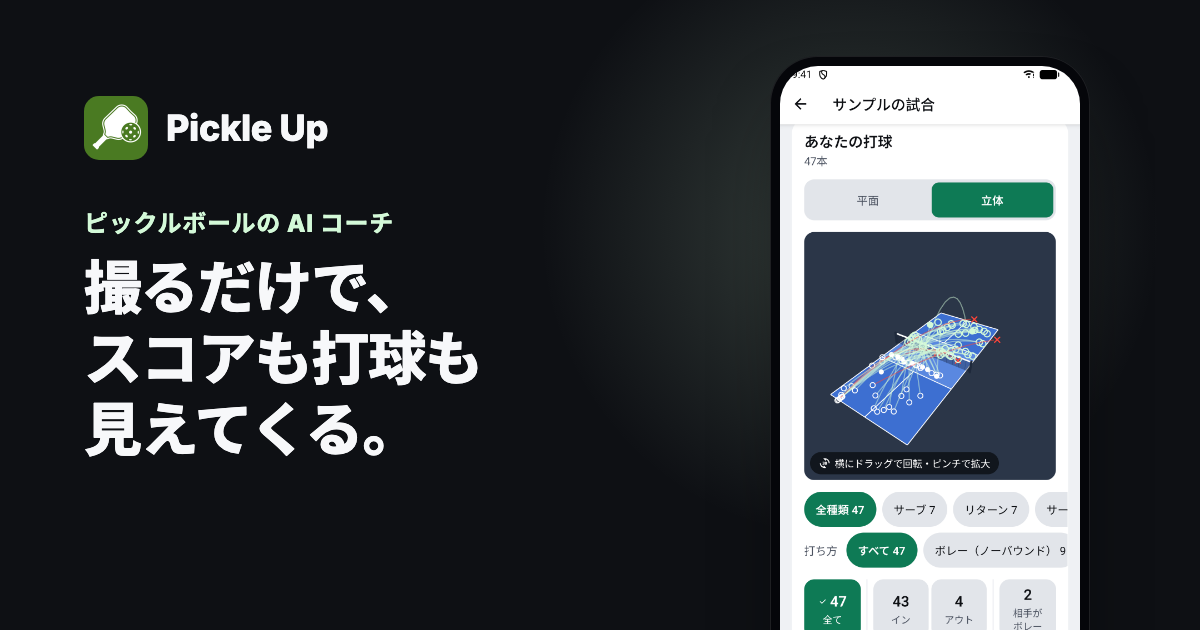 Pickle Up
ピックルボールの AI コーチ
撮るだけで、
スコアも打球も
見えてくる。
9:41
サンプルの試合
あなたの打球
47本
平面
立体
横にドラッグで回転・ピンチで拡大
全種類 47
サーブ 7
リターン 7
サー
打ち方
すべて 47
ボレー（ノーバウンド） 9
47
全て
43
イン
4
アウト
2
相手が
ボレー